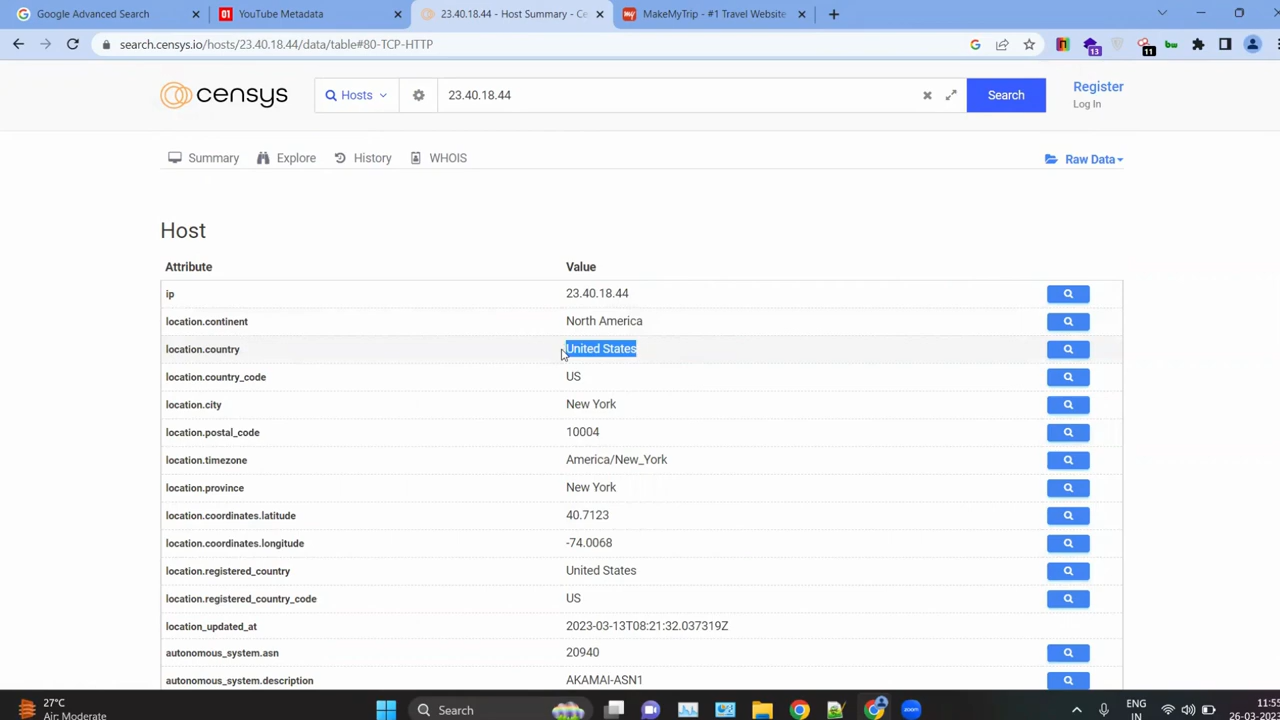 Google Advanced Search
YouTube Metadata
23.40.18.44 - Host Summary - Ce
MakeMyTrip - #1 Travel Website
search.censys.io/hosts/23.40.18.44/data/table#80-TCP-HTTP
13
11
bw
censys
Hosts
23.40.18.44
Search
Register
Log In
Summary
Explore
History
WHOIS
Raw Data
Host
Attribute Value
ip 23.40.18.44
location.continent North America
location.country United States
location.country_code US
location.city New York
location.postal_code 10004
location.timezone America/New_York
location.province New York
location.coordinates.latitude 40.7123
location.coordinates.longitude -74.0068
location.registered_country United States
location.registered_country_code US
location_updated_at 2023-03-13T08:21:32.037319Z
autonomous_system.asn 20940
autonomous_system.description AKAMAI-ASN1
27°C
Air: Moderate
Search
zoom
ENG
IN